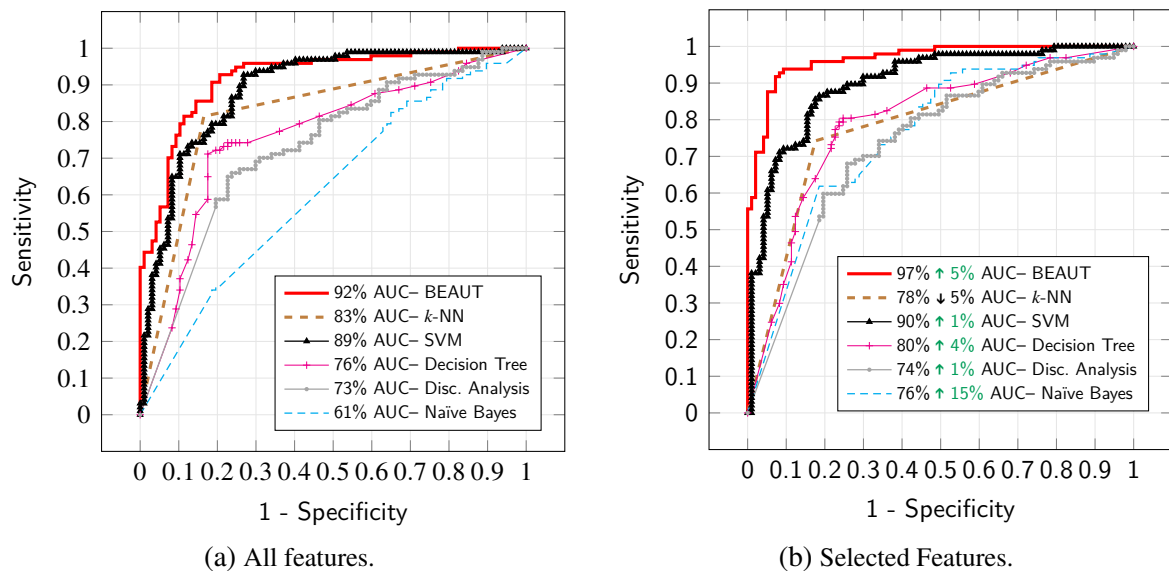 1
0.9
0.8
0.7
0.6
0.5
0.4
0.3
0.2
0.1
0
Sensitivity
92% AUC– BEAUT
83% AUC– k-NN
89% AUC– SVM
76% AUC– Decision Tree
73% AUC– Disc. Analysis
61% AUC– Naïve Bayes
0 0.1 0.2 0.3 0.4 0.5 0.6 0.7 0.8 0.9 1
1 - Specificity
(a) All features.
1
0.9
0.8
0.7
0.6
0.5
0.4
0.3
0.2
0.1
0
Sensitivity
97% ↑ 5% AUC– BEAUT
78% ↓ 5% AUC– k-NN
90% ↑ 1% AUC– SVM
80% ↑ 4% AUC– Decision Tree
74% ↑ 1% AUC– Disc. Analysis
76% ↑ 15% AUC– Naïve Bayes
0 0.1 0.2 0.3 0.4 0.5 0.6 0.7 0.8 0.9 1
1 - Specificity
(b) Selected Features.